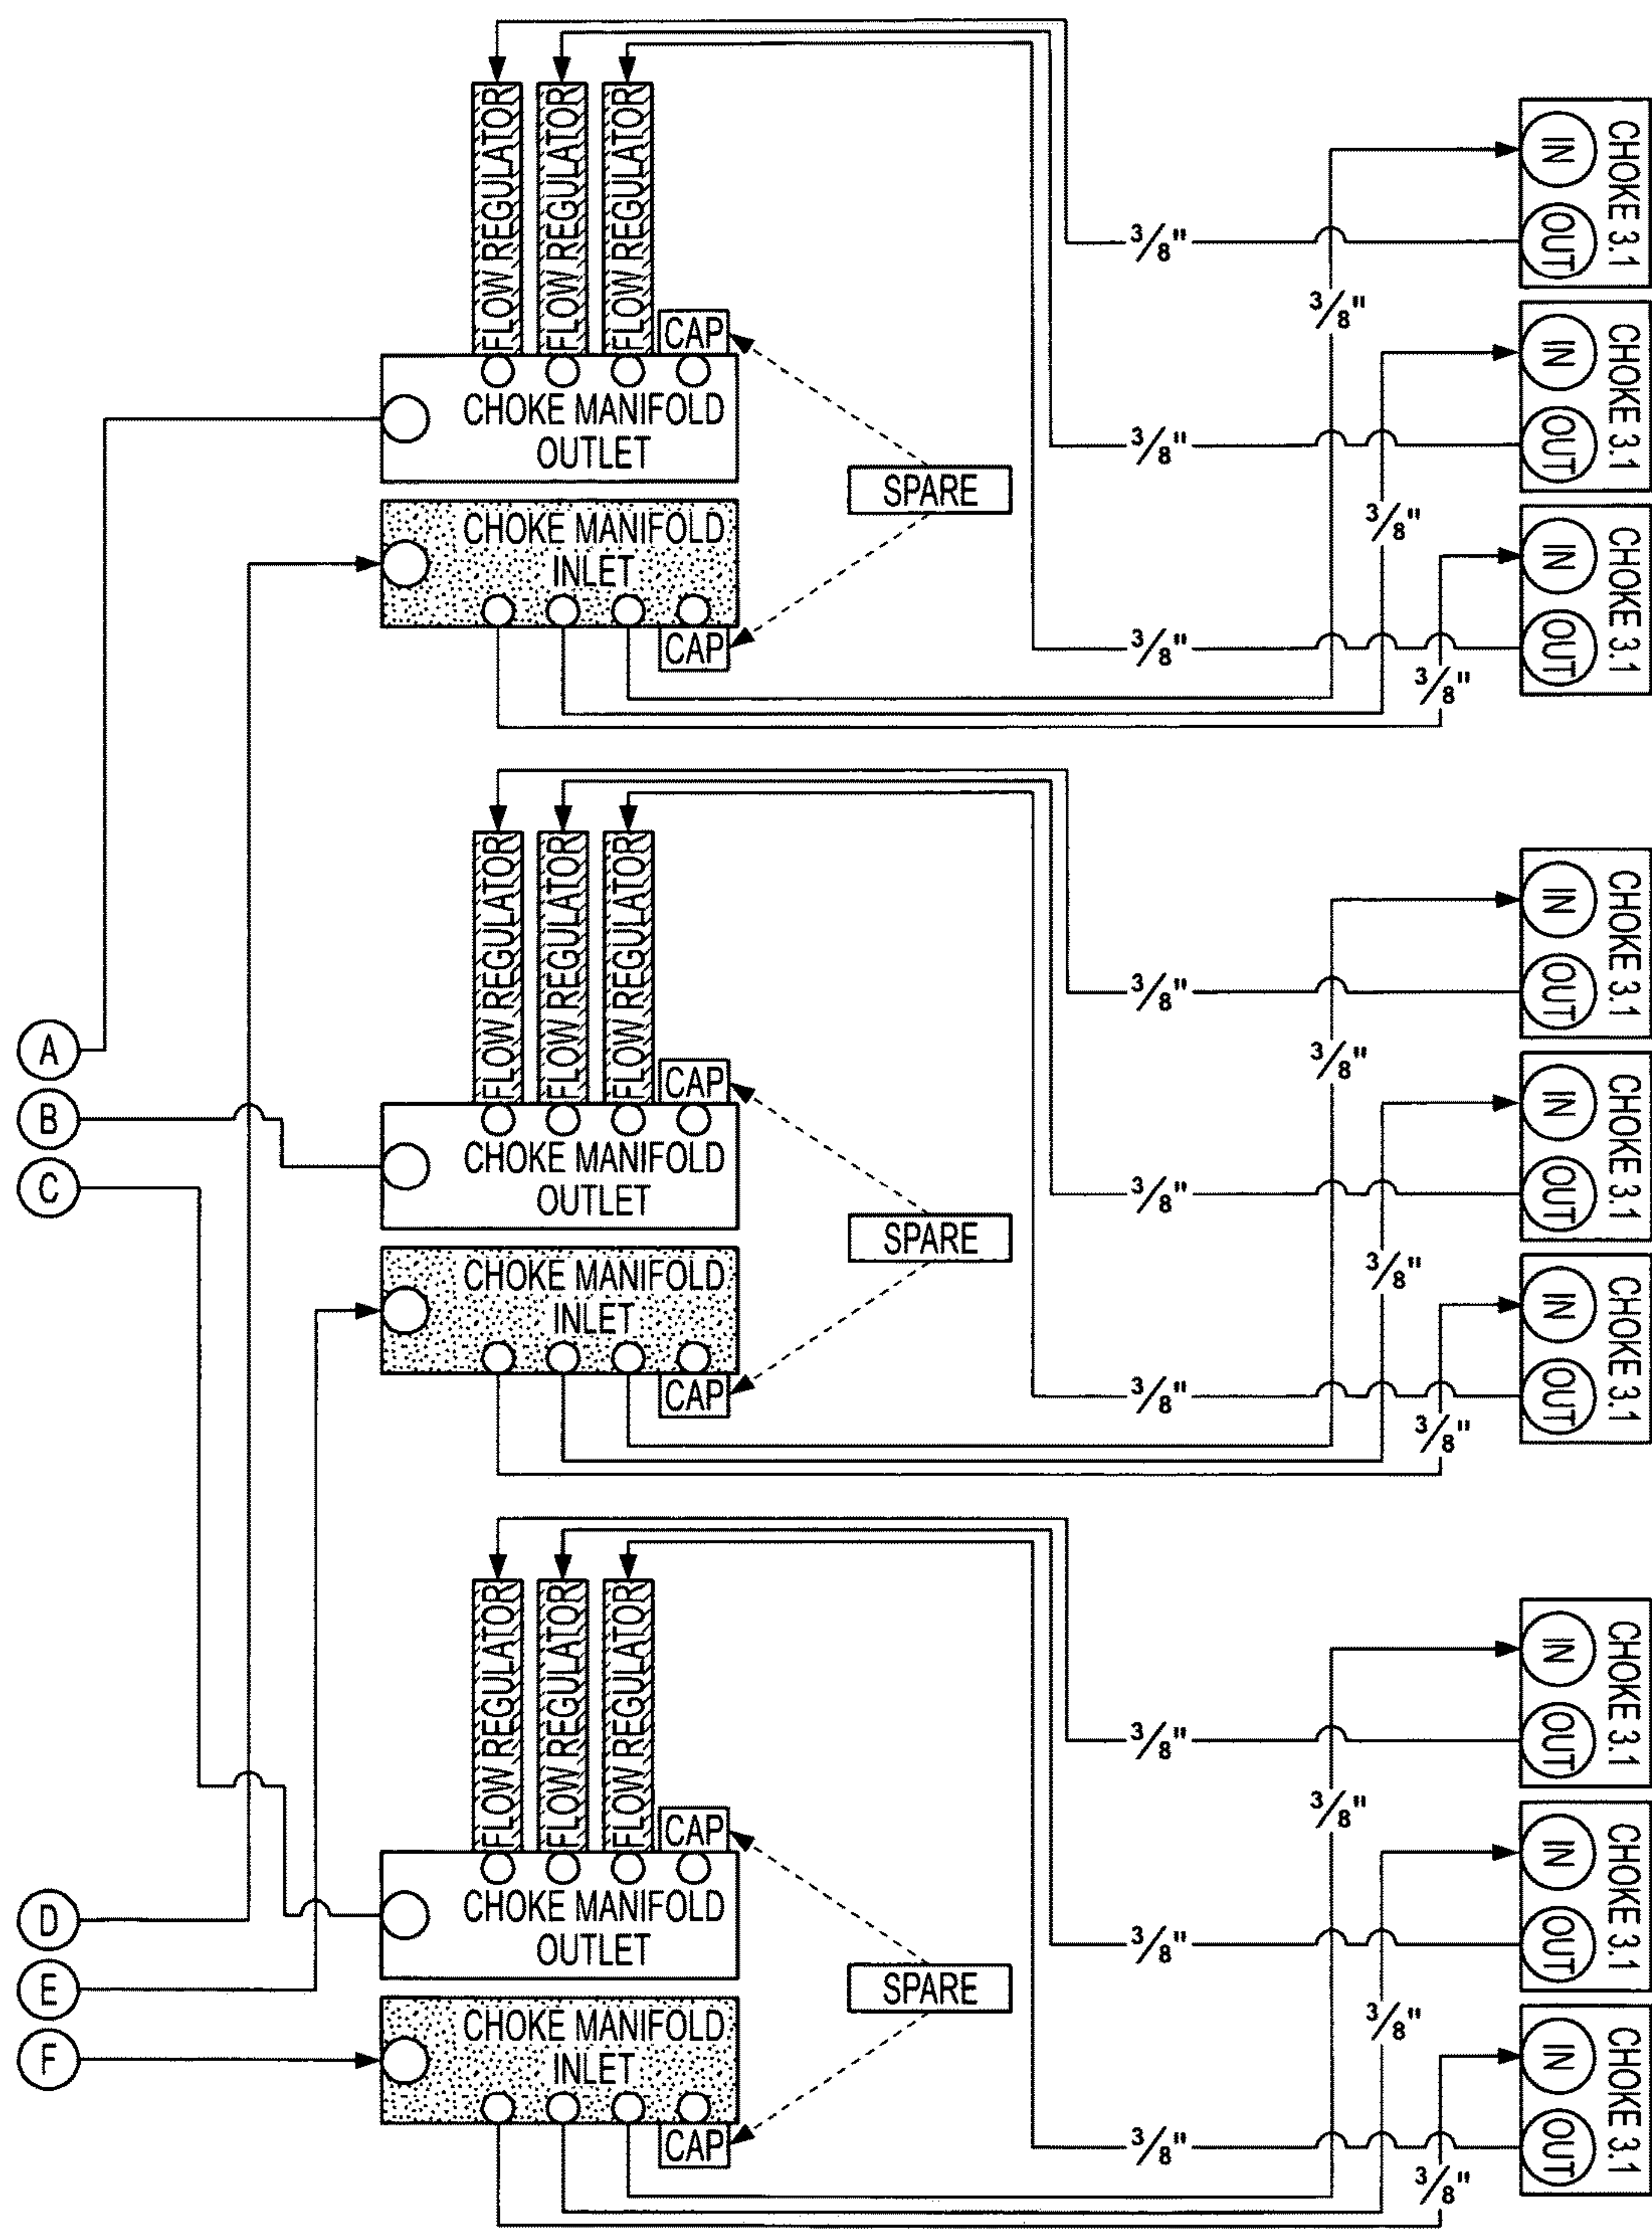 FLOW REGULATOR
FLOW REGULATOR
FLOW REGULATOR
CAP
CHOKE MANIFOLD
OUTLET
SPARE
CHOKE MANIFOLD
INLET
CAP
3/8"
3/8"
3/8"
3/8"
3/8"
3/8"
CHOKE 3.1
IN
OUT
CHOKE 3.1
IN
OUT
CHOKE 3.1
IN
OUT
A
B
C
FLOW REGULATOR
FLOW REGULATOR
FLOW REGULATOR
CAP
CHOKE MANIFOLD
OUTLET
SPARE
CHOKE MANIFOLD
INLET
CAP
3/8"
3/8"
3/8"
3/8"
3/8"
3/8"
CHOKE 3.1
IN
OUT
CHOKE 3.1
IN
OUT
CHOKE 3.1
IN
OUT
D
E
F
FLOW REGULATOR
FLOW REGULATOR
FLOW REGULATOR
CAP
CHOKE MANIFOLD
OUTLET
SPARE
CHOKE MANIFOLD
INLET
CAP
3/8"
3/8"
3/8"
3/8"
3/8"
3/8"
CHOKE 3.1
IN
OUT
CHOKE 3.1
IN
OUT
CHOKE 3.1
IN
OUT